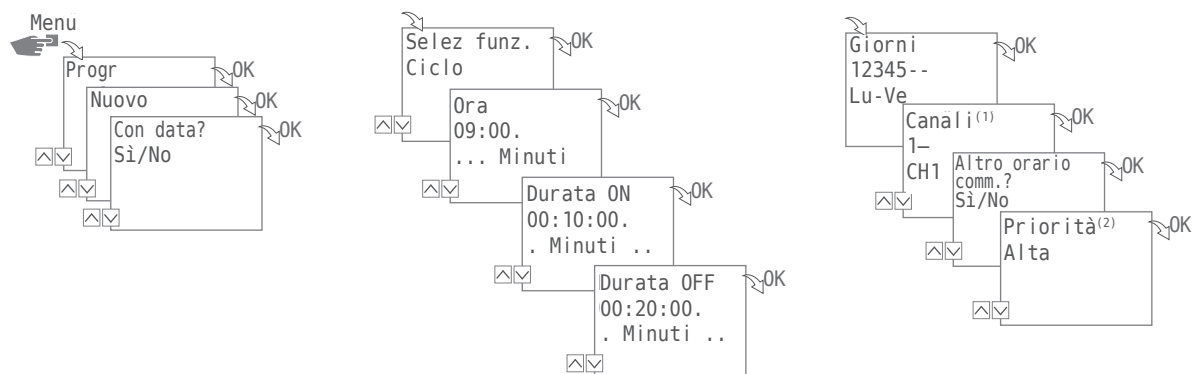 Menu
Progr
OK
Nuovo
OK
Con data?
OK
Sì/No
Selez funz.
OK
Ciclo
Ora
OK
09:00.
... Minuti
Durata ON
OK
00:10:00.
. Minuti ..
Durata OFF
OK
00:20:00.
. Minuti ..
Giorni
OK
12345--
Lu-Ve
Canali(1)
OK
1–
CH1
Altro orario
OK
comm.?
Sì/No
Priorità(2)
OK
Alta